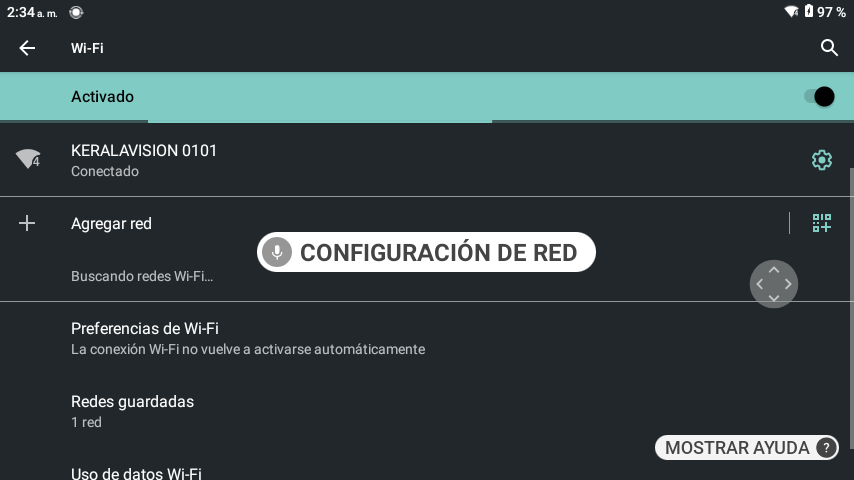 2:34 a. m.
97 %
Wi-Fi
Activado
KERALAVISION 0101
4
Conectado
Agregar red
CONFIGURACIÓN DE RED
Buscando redes Wi-Fi…
Preferencias de Wi-Fi
La conexión Wi-Fi no vuelve a activarse automáticamente
Redes guardadas
1 red
MOSTRAR AYUDA ?
Uso de datos Wi-Fi